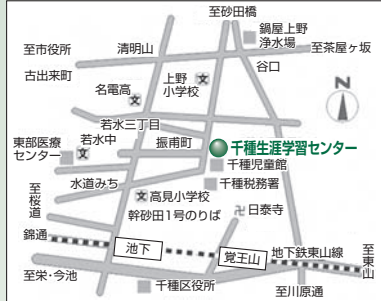 至砂田橋
鍋屋上野
浄水場
至市役所
清明山
至茶屋ヶ坂
古出来町
谷口
上野
小学校
名電高
N
若水三丁目
若水中
振甫町
千種生涯学習センター
東部医療
センター
千種児童館
水道みち
千種税務署
至桜道
高見小学校
日泰寺
幹砂田1号のりば
錦通
池下
覚王山
地下鉄東山線
至東山
至栄・今池
千種区役所
至川原通